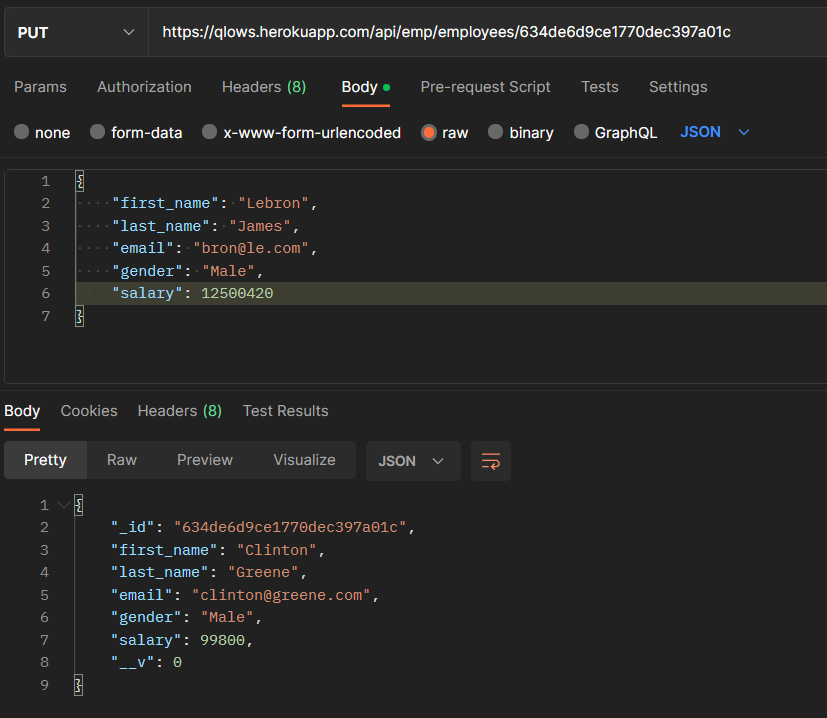 PUT https://qlows.herokuapp.com/api/emp/employees/634de6d9ce1770dec397a01c
Params Authorization Headers (8) Body Pre-request Script Tests Settings
none form-data x-www-form-urlencoded raw binary GraphQL JSON
1 {
2 "first_name": "Lebron",
3 "last_name": "James",
4 "email": "bron@le.com",
5 "gender": "Male",
6 "salary": 12500420
7 }
Body Cookies Headers (8) Test Results
Pretty Raw Preview Visualize JSON
1 {
2 "_id": "634de6d9ce1770dec397a01c",
3 "first_name": "Clinton",
4 "last_name": "Greene",
5 "email": "clinton@greene.com",
6 "gender": "Male",
7 "salary": 99800,
8 "__v": 0
9 }